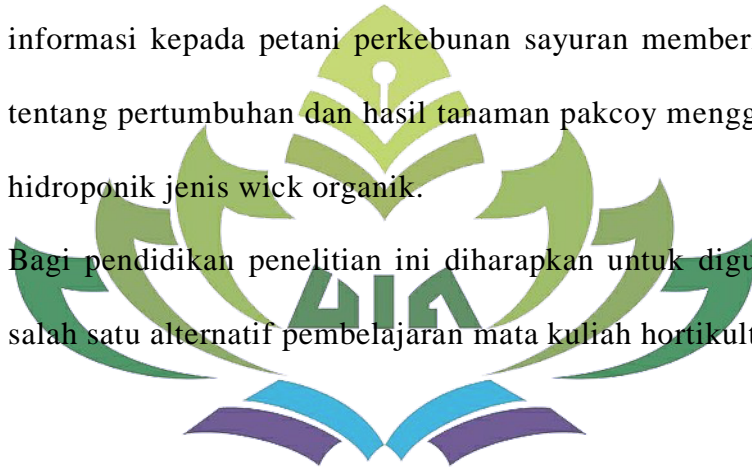 informasi kepada petani perkebunan sayuran member
tentang pertumbuhan dan hasil tanaman pakcoy mengg
hidroponik jenis wick organik.
Bagi pendidikan penelitian ini diharapkan untuk digu
UIN
salah satu alternatif pembelajaran mata kuliah hortikult